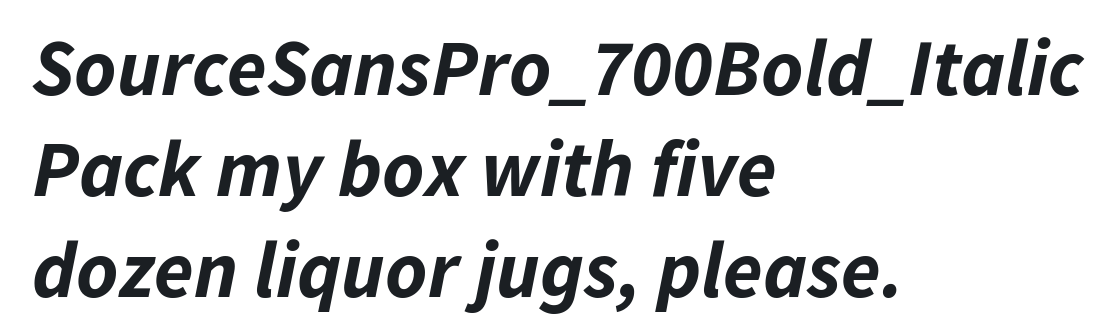 SourceSansPro_700Bold_Italic
Pack my box with five
dozen liquor jugs, please.